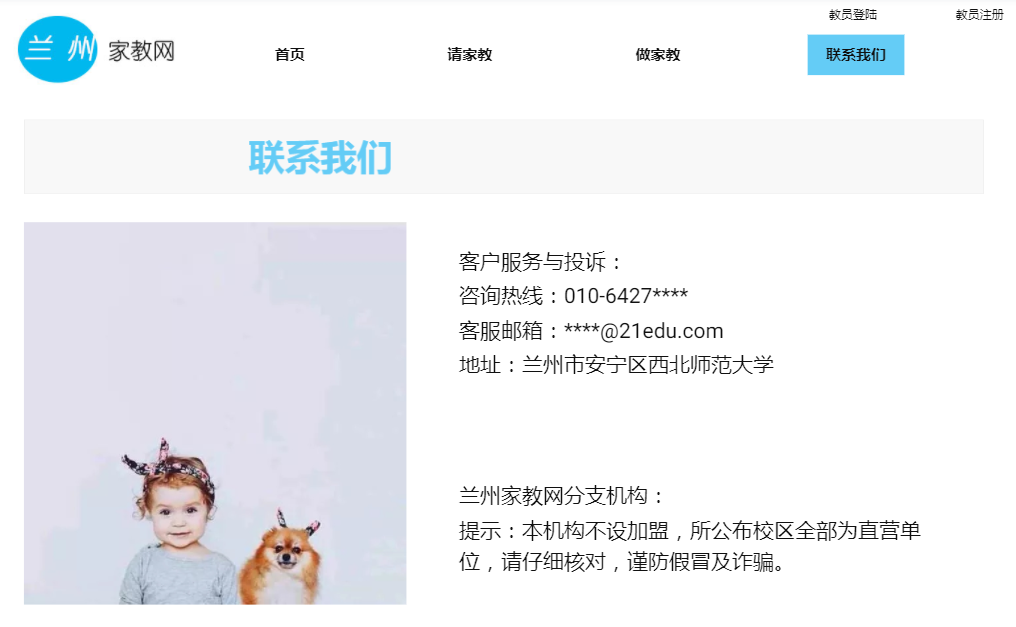 教员登陆 教员注册
兰 州 家教网
首页 请家教 做家教 联系我们
联系我们
客户服务与投诉：
咨询热线：010-6427****
客服邮箱：****@21edu.com
地址：兰州市安宁区西北师范大学
兰州家教网分支机构：
提示：本机构不设加盟，所公布校区全部为直营单
位，请仔细核对，谨防假冒及诈骗。